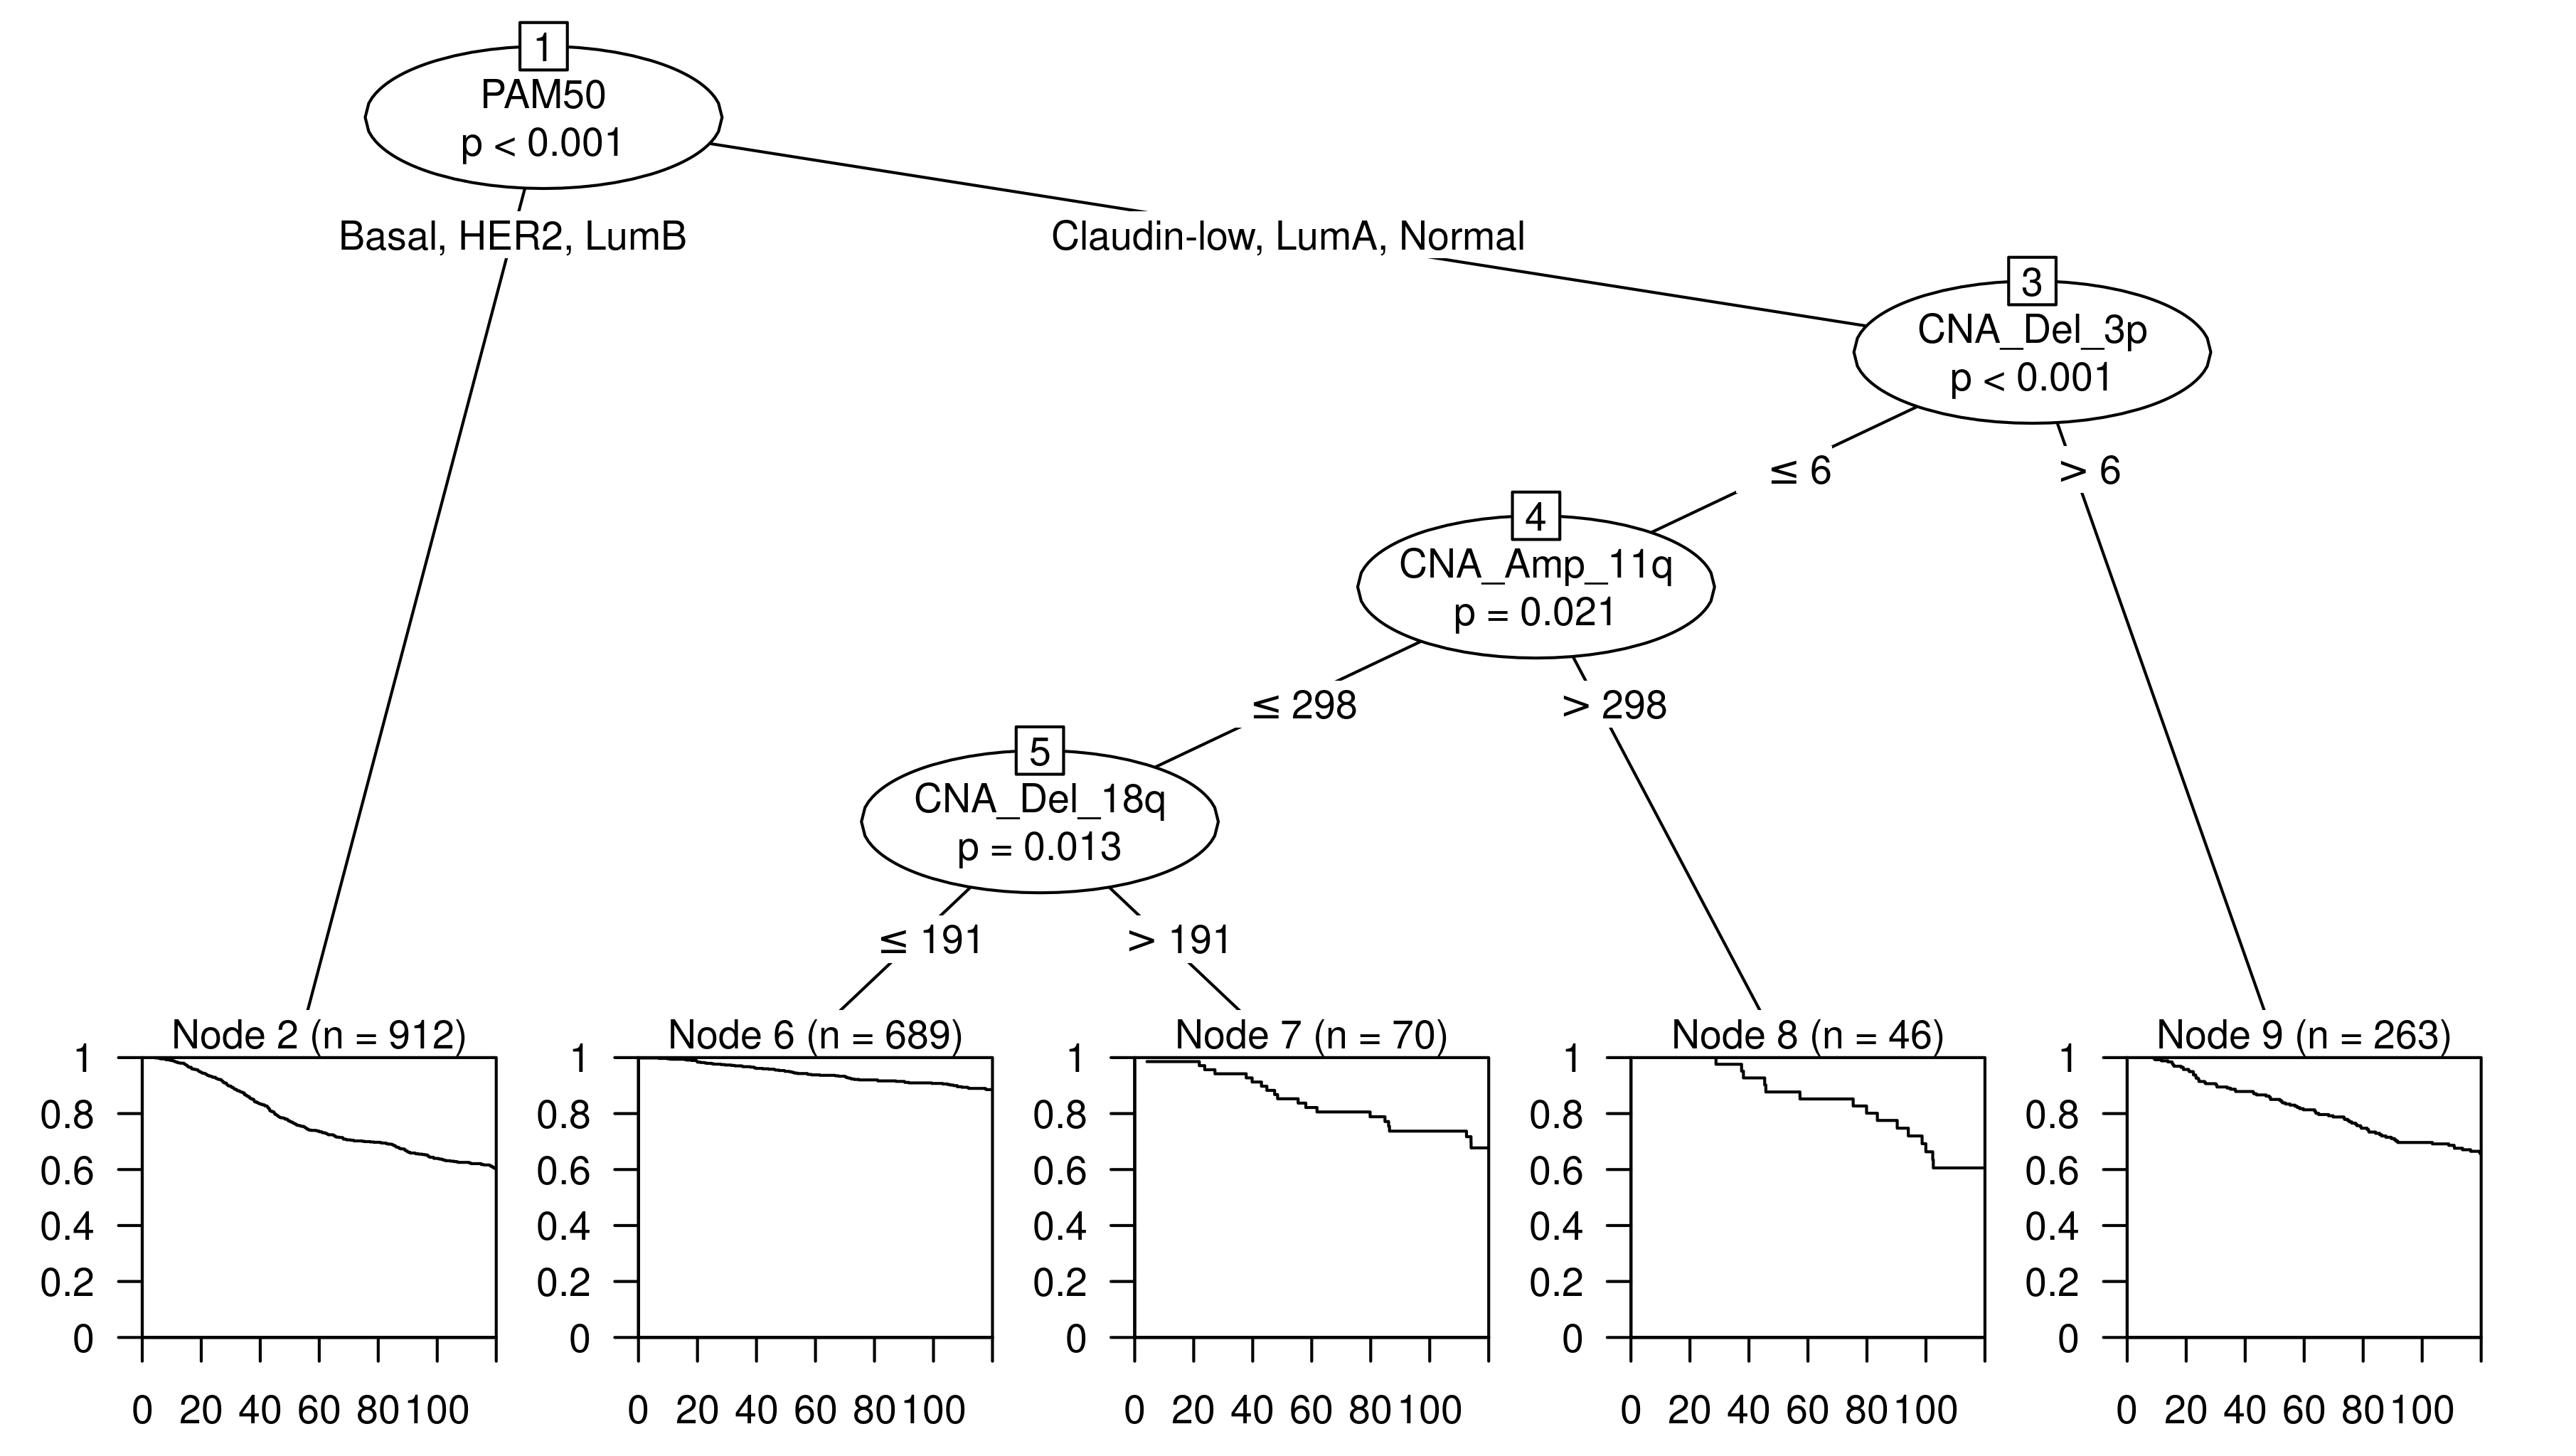 1
PAM50
p < 0.001
Basal, HER2, LumB
Claudin-low, LumA, Normal
3
CNA_Del_3p
p < 0.001
≤ 6
> 6
4
CNA_Amp_11q
p = 0.021
≤ 298
> 298
5
CNA_Del_18q
p = 0.013
≤ 191
> 191
Node 2 (n = 912)
1
0.8
0.6
0.4
0.2
0
0 20 40 60 80 100
Node 6 (n = 689)
1
0.8
0.6
0.4
0.2
0
0 20 40 60 80 100
Node 7 (n = 70)
1
0.8
0.6
0.4
0.2
0
0 20 40 60 80 100
Node 8 (n = 46)
1
0.8
0.6
0.4
0.2
0
0 20 40 60 80 100
Node 9 (n = 263)
1
0.8
0.6
0.4
0.2
0
0 20 40 60 80 100